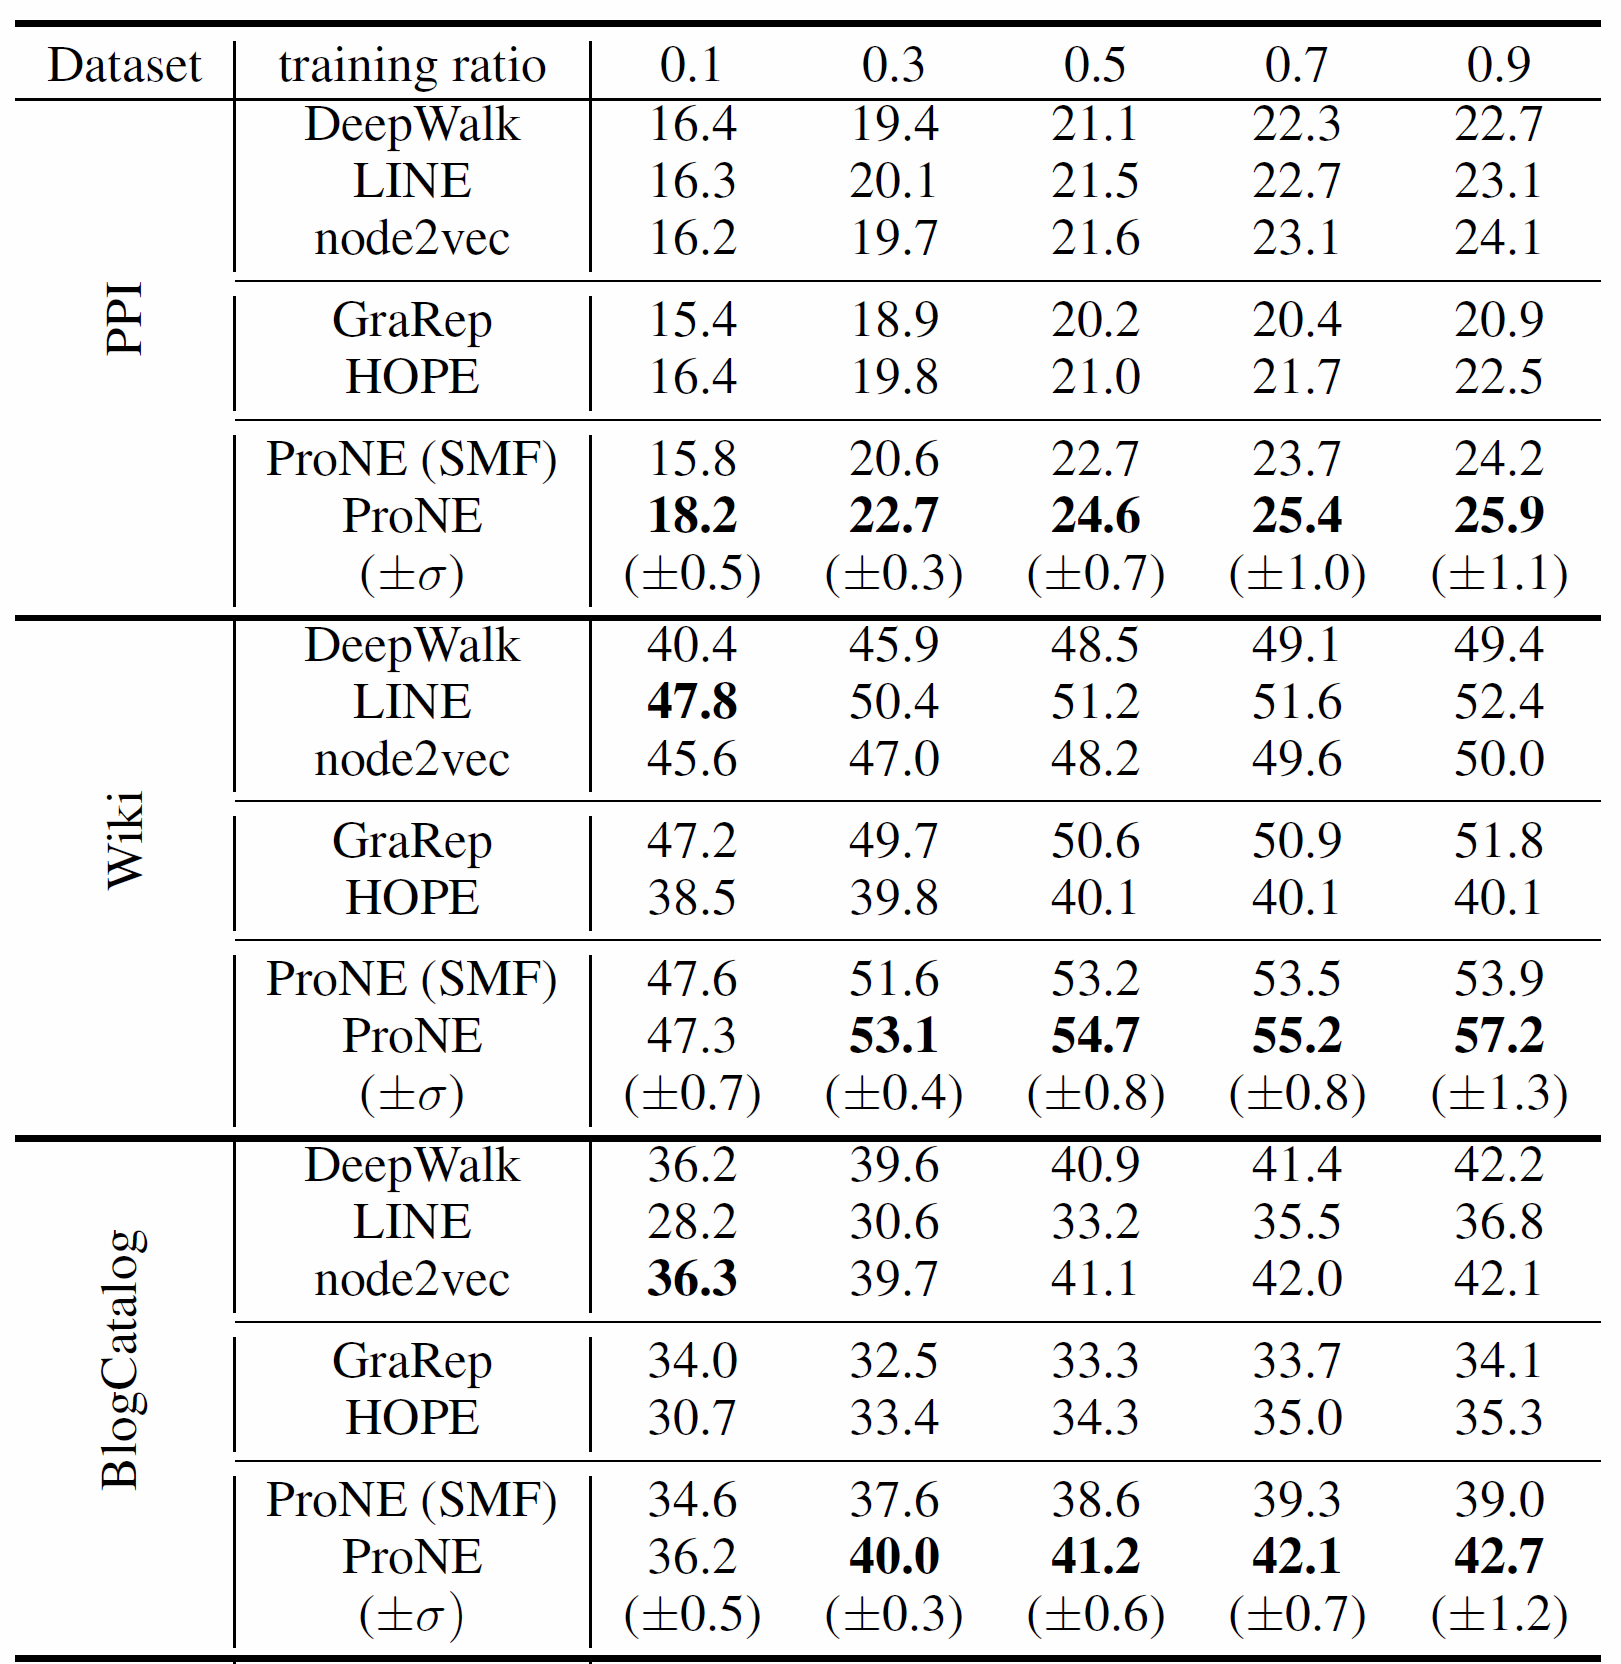 Dataset training ratio 0.1 0.3 0.5 0.7 0.9
PPI
DeepWalk 16.4 19.4 21.1 22.3 22.7
LINE 16.3 20.1 21.5 22.7 23.1
node2vec 16.2 19.7 21.6 23.1 24.1
GraRep 15.4 18.9 20.2 20.4 20.9
HOPE 16.4 19.8 21.0 21.7 22.5
ProNE (SMF) 15.8 20.6 22.7 23.7 24.2
ProNE 18.2 22.7 24.6 25.4 25.9
(±σ) (±0.5) (±0.3) (±0.7) (±1.0) (±1.1)
Wiki
DeepWalk 40.4 45.9 48.5 49.1 49.4
LINE 47.8 50.4 51.2 51.6 52.4
node2vec 45.6 47.0 48.2 49.6 50.0
GraRep 47.2 49.7 50.6 50.9 51.8
HOPE 38.5 39.8 40.1 40.1 40.1
ProNE (SMF) 47.6 51.6 53.2 53.5 53.9
ProNE 47.3 53.1 54.7 55.2 57.2
(±σ) (±0.7) (±0.4) (±0.8) (±0.8) (±1.3)
BlogCatalog
DeepWalk 36.2 39.6 40.9 41.4 42.2
LINE 28.2 30.6 33.2 35.5 36.8
node2vec 36.3 39.7 41.1 42.0 42.1
GraRep 34.0 32.5 33.3 33.7 34.1
HOPE 30.7 33.4 34.3 35.0 35.3
ProNE (SMF) 34.6 37.6 38.6 39.3 39.0
ProNE 36.2 40.0 41.2 42.1 42.7
(±σ) (±0.5) (±0.3) (±0.6) (±0.7) (±1.2)